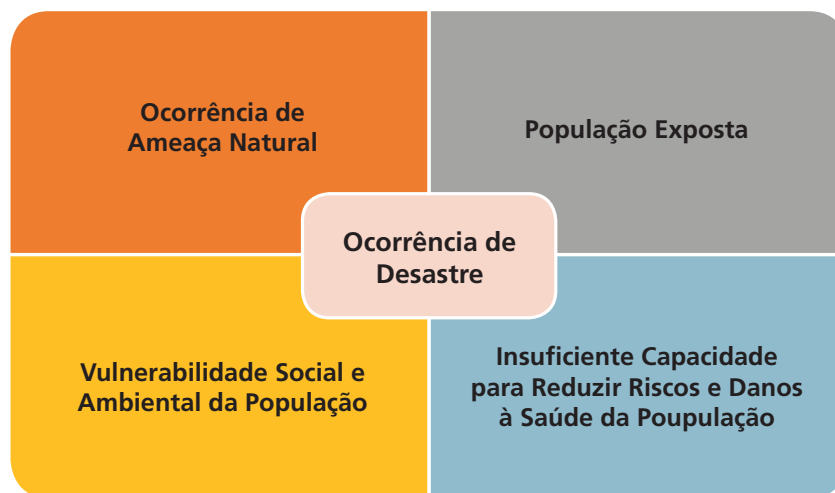 Ocorrência de
Ameaça Natural
População Exposta
Ocorrência de
Desastre
Vulnerabilidade Social e
Ambiental da População
Insuficiente Capacidade
para Reduzir Riscos e Danos
à Saúde da Poupulação